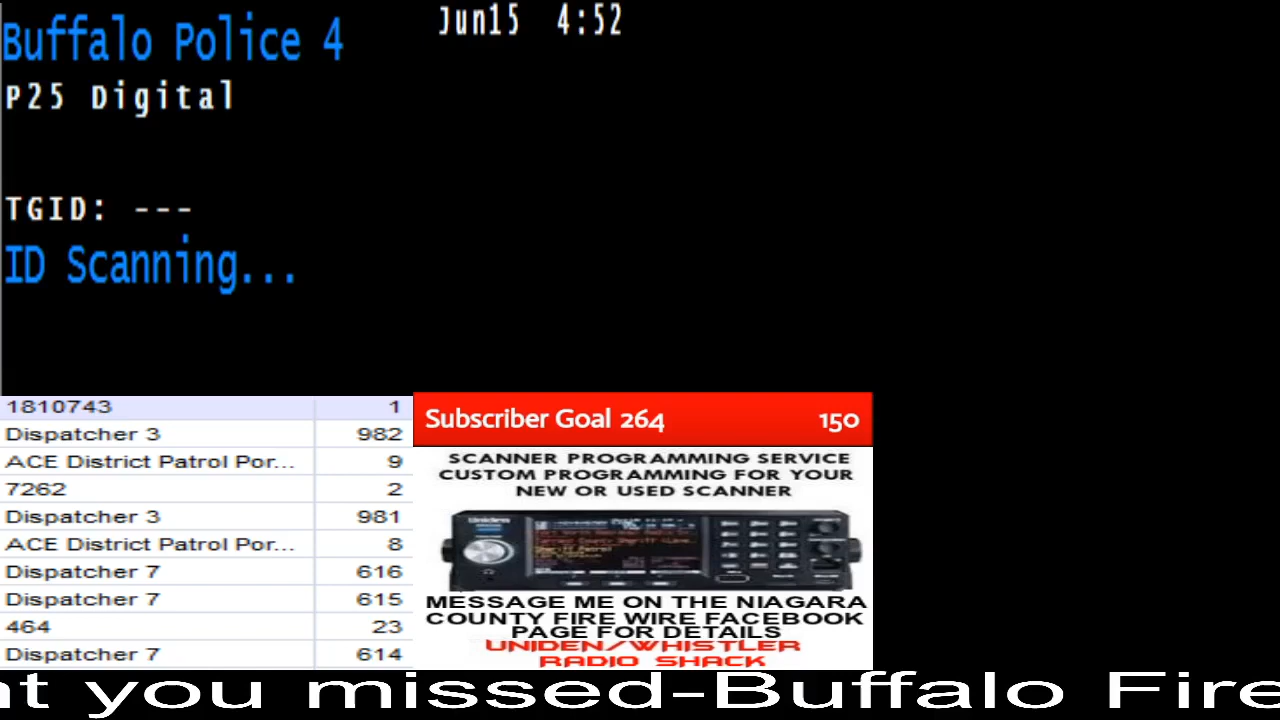 Buffalo Police 4
Jun15 4:52
P25 Digital
TGID: ---
ID Scanning...
1810743 1
Dispatcher 3 982
ACE District Patrol Por... 9
7262 2
Dispatcher 3 981
ACE District Patrol Por... 8
Dispatcher 7 616
Dispatcher 7 615
464 23
Dispatcher 7 614
Subscriber Goal 264 150
SCANNER PROGRAMMING SERVICE
CUSTOM PROGRAMMING FOR YOUR
NEW OR USED SCANNER
Uniden
MESSAGE ME ON THE NIAGARA
COUNTY FIRE WIRE FACEBOOK
PAGE FOR DETAILS
UNIDEN/WHISTLER
RADIO SHACK
at you missed-Buffalo Fire